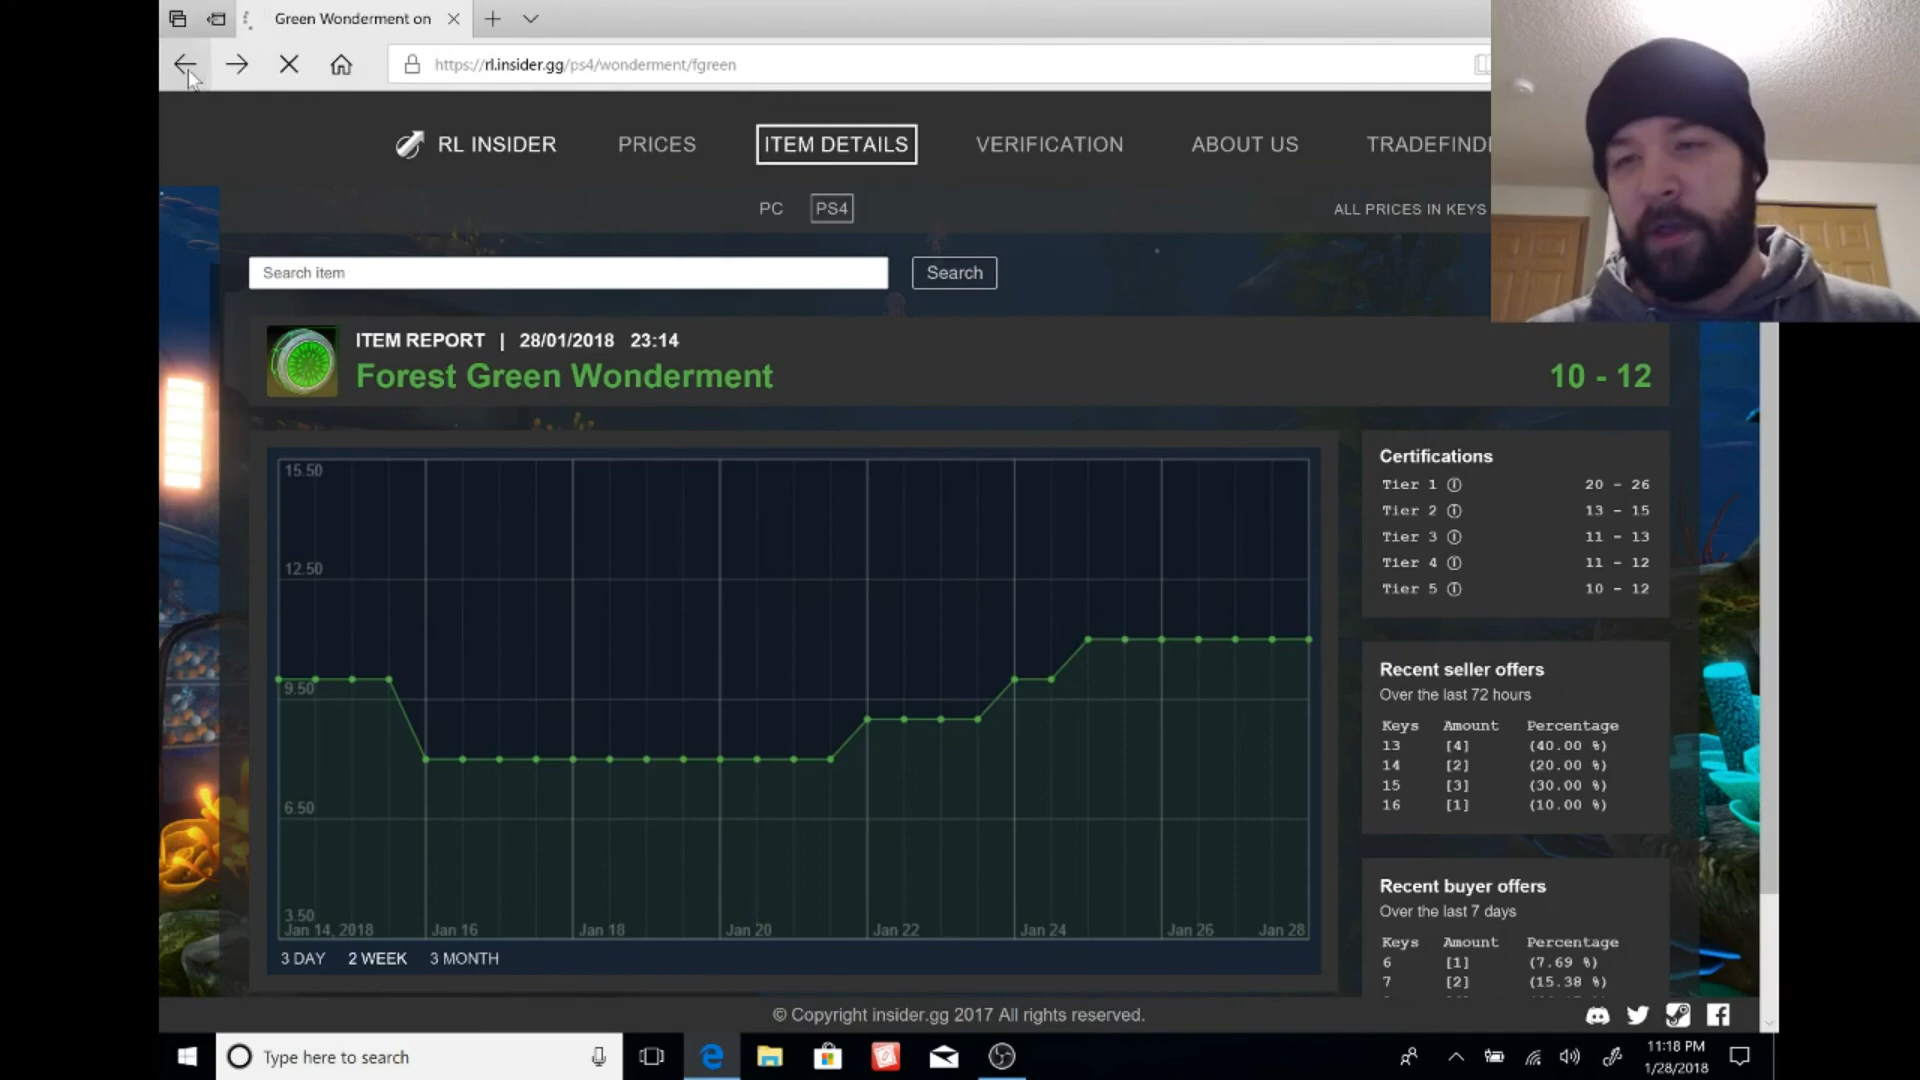 Green Wonderment on
https://rl.insider.gg/ps4/wonderment/fgreen
RL INSIDER
PRICES
ITEM DETAILS
VERIFICATION
ABOUT US
TRADEFIND
PC
PS4
ALL PRICES IN KEYS
Search item
Search
ITEM REPORT | 28/01/2018 23:14
Forest Green Wonderment
10 - 12
15.50
12.50
9.50
6.50
3.50
Jan 14, 2018
Jan 16
Jan 18
Jan 20
Jan 22
Jan 24
Jan 26
Jan 28
3 DAY
2 WEEK
3 MONTH
Certifications
Tier 1 20 - 26
Tier 2 13 - 15
Tier 3 11 - 13
Tier 4 11 - 12
Tier 5 10 - 12
Recent seller offers
Over the last 72 hours
Keys Amount Percentage
13 [4] (40.00 %)
14 [2] (20.00 %)
15 [3] (30.00 %)
16 [1] (10.00 %)
Recent buyer offers
Over the last 7 days
Keys Amount Percentage
6 [1] (7.69 %)
7 [2] (15.38 %)
© Copyright insider.gg 2017 All rights reserved.
Type here to search
11:18 PM
1/28/2018